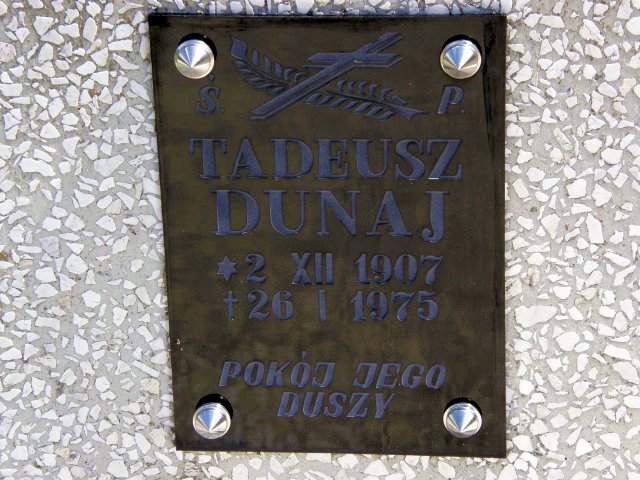 Ś. P.
TADEUSZ
DUNAJ
✶ 2 XII 1907
† 26 I 1975
POKÓJ JEGO
DUSZY